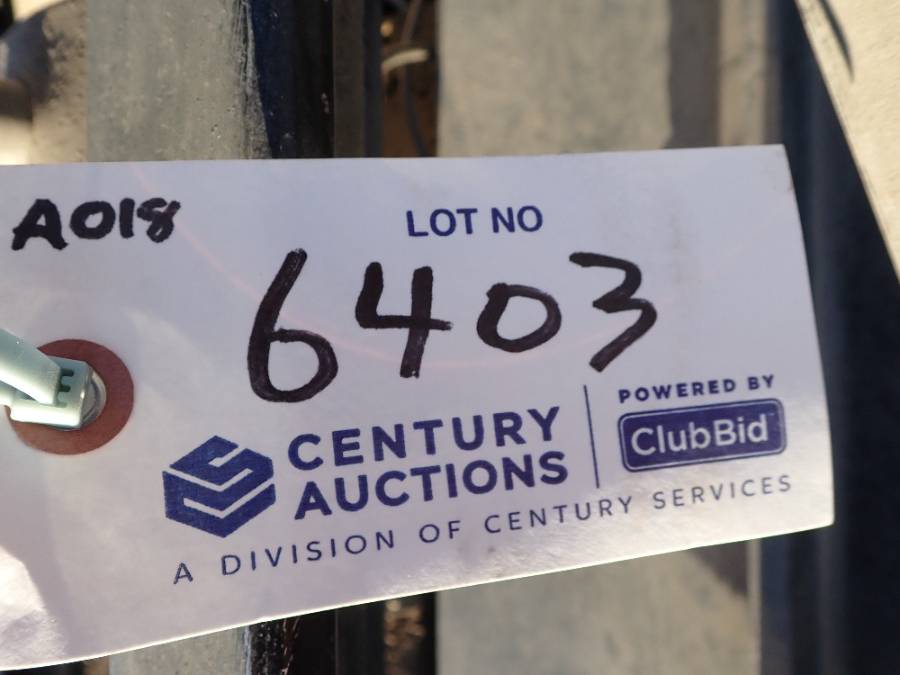 A018
LOT NO
6403
CENTURY
AUCTIONS
POWERED BY
ClubBid
A DIVISION OF CENTURY SERVICES